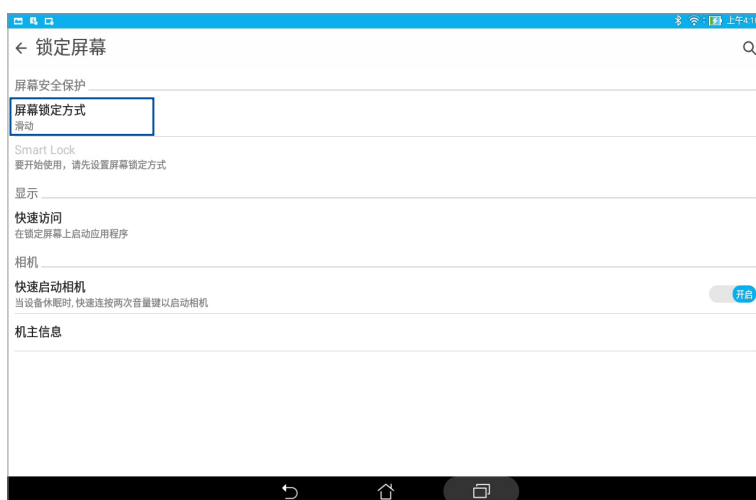 上午4:1
锁定屏幕
屏幕安全保护
屏幕锁定方式
滑动
Smart Lock
要开始使用，请先设置屏幕锁定方式
显示
快速访问
在锁定屏幕上启动应用程序
相机
快速启动相机
当设备休眠时, 快速连按两次音量键以启动相机
开启
机主信息